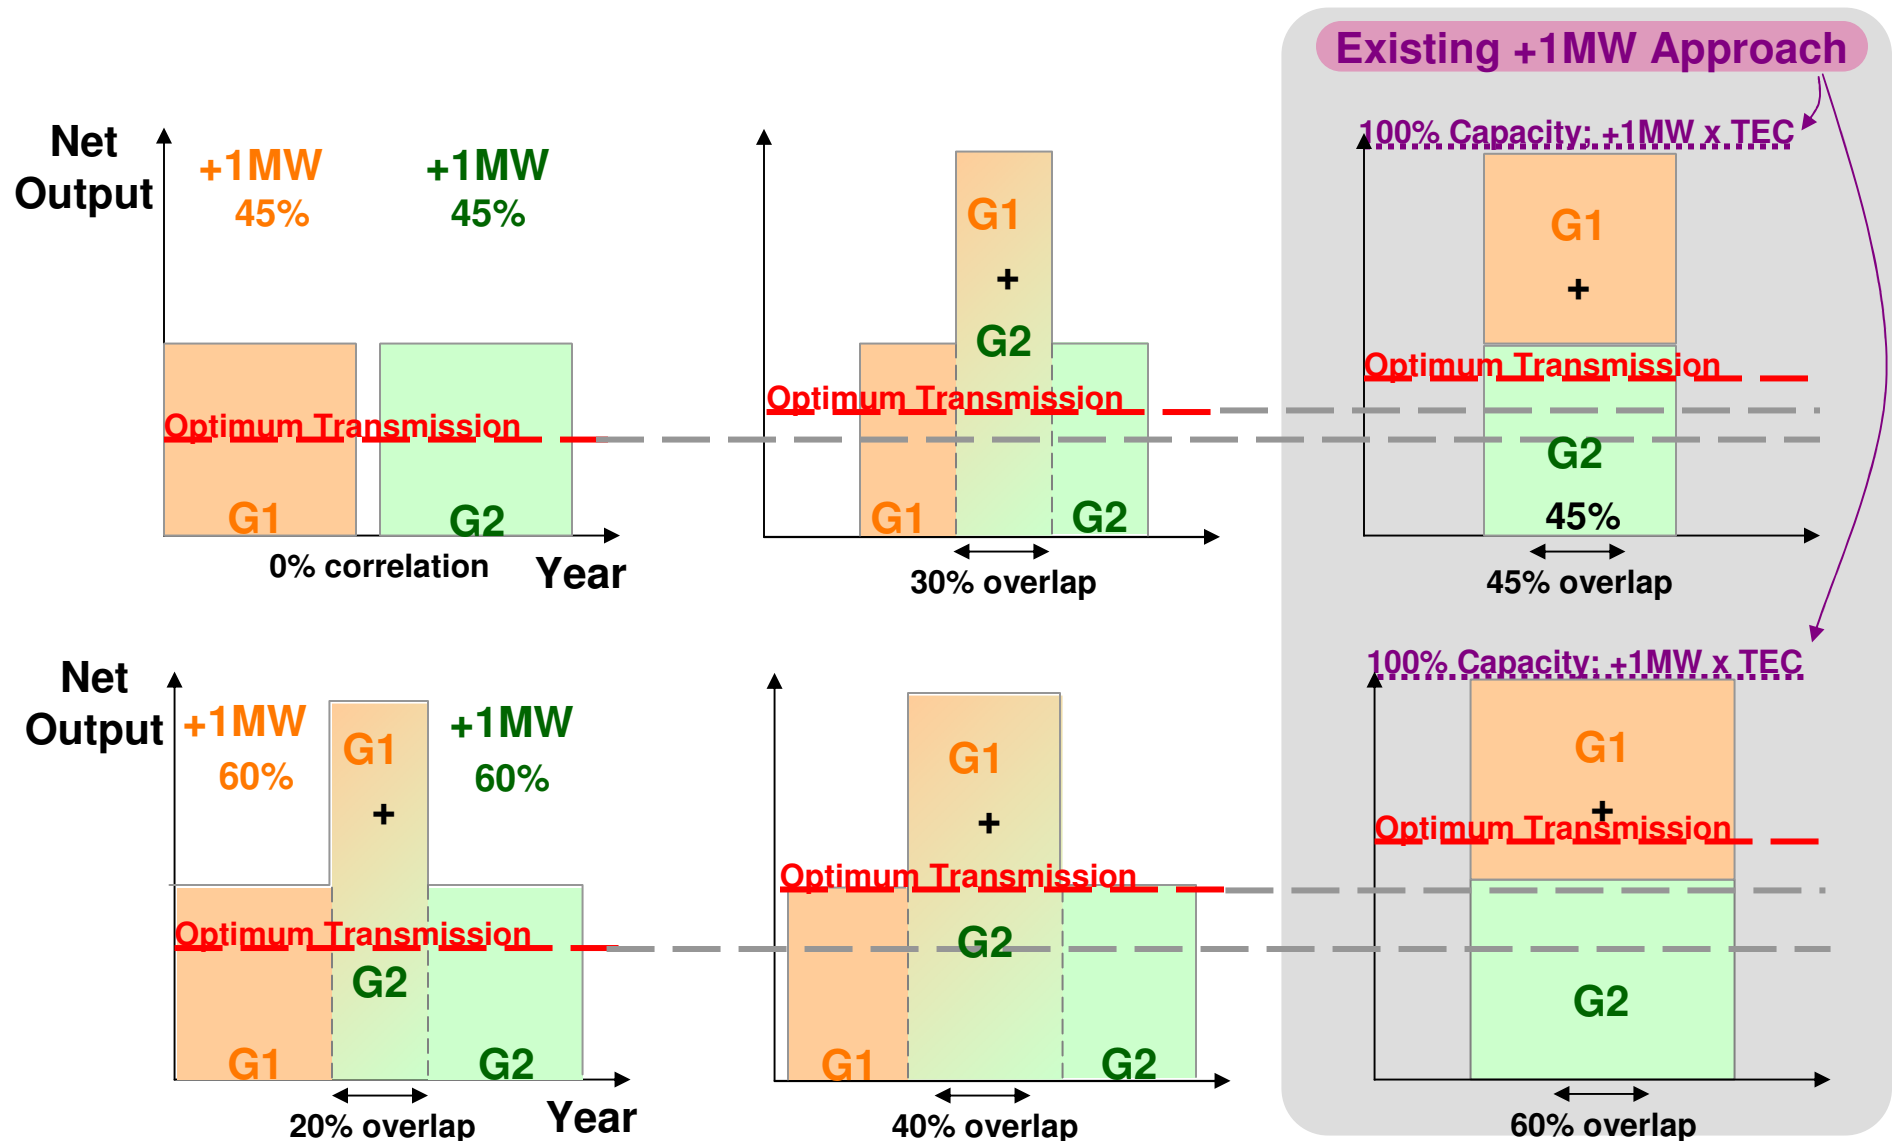 Existing +1MW Approach
Net
Output
+1MW
45%
+1MW
45%
Optimum Transmission
G1
G2
0% correlation
Year
G1
+
G2
Optimum Transmission
G1
G2
30% overlap
100% Capacity; +1MW x TEC
G1
+
Optimum Transmission
G2
45%
45% overlap
Net
Output
+1MW
60%
G1
+
+1MW
60%
Optimum Transmission
G2
G1
G2
20% overlap
Year
G1
+
Optimum Transmission
G2
G1
G2
40% overlap
100% Capacity; +1MW x TEC
G1
+
Optimum Transmission
G2
60% overlap